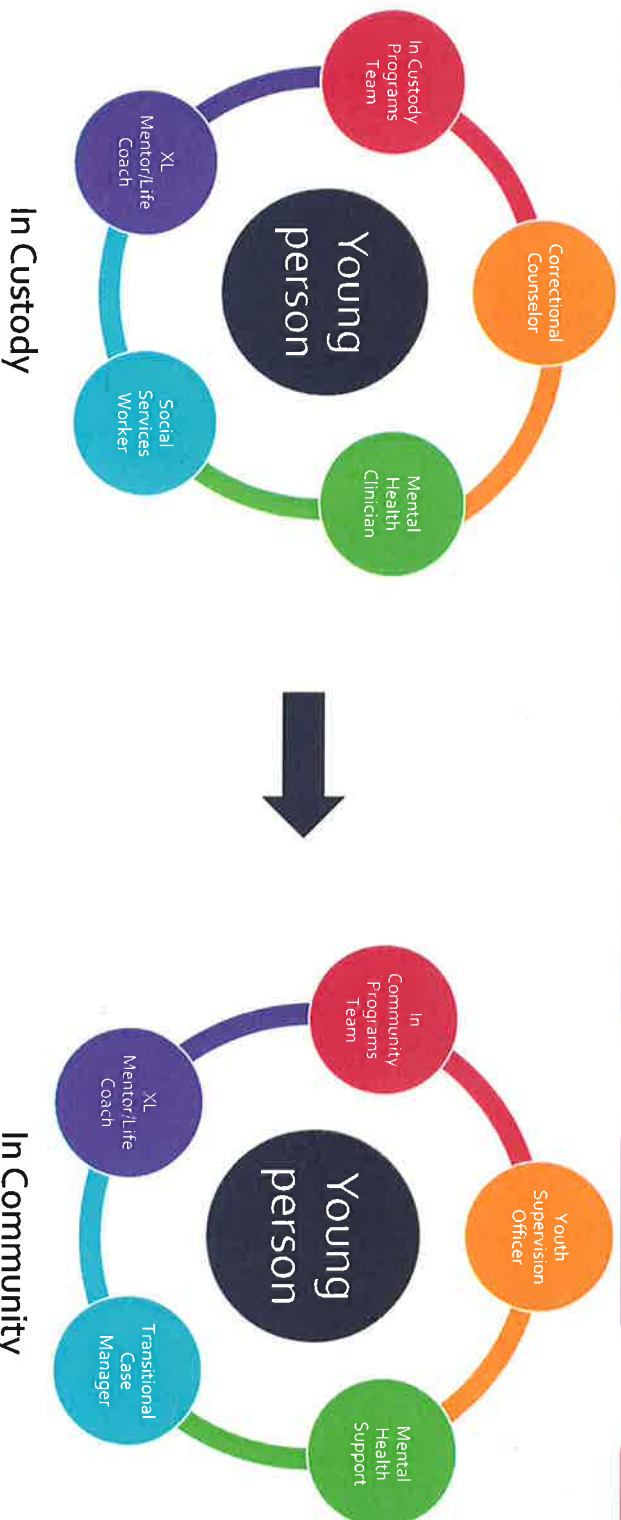 Correctional
Counselor
In Custody
Programs
Team
Young
person
Mental
Health
Clinician
XL
Mentor/Life
Coach
Social
Services
Worker
In Custody
Youth
Supervision
Officer
In
Community
Programs
Team
Young
person
Mental
Health
Support
XL
Mentor/Life
Coach
Transitional
Case
Manager
In Community